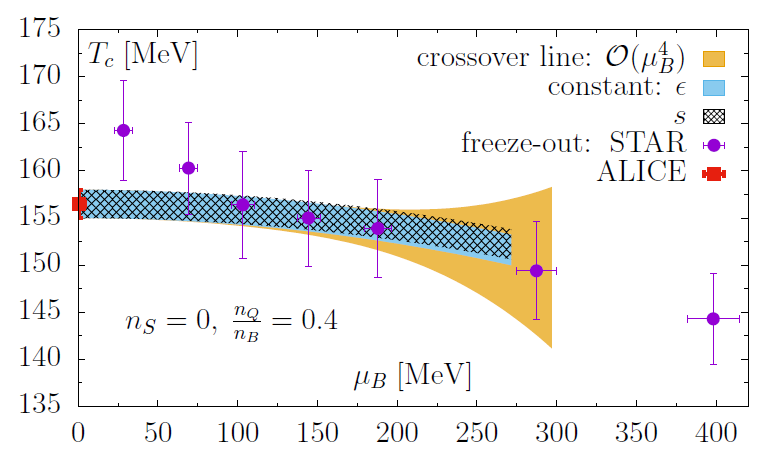 175
170
165
160
155
150
145
140
135
T_c [MeV]
crossover line: 𝒪(μ_B^4)
constant: ϵ
s
freeze-out: STAR
ALICE
n_S = 0, n_Q/n_B = 0.4
μ_B [MeV]
0 50 100 150 200 250 300 350 400